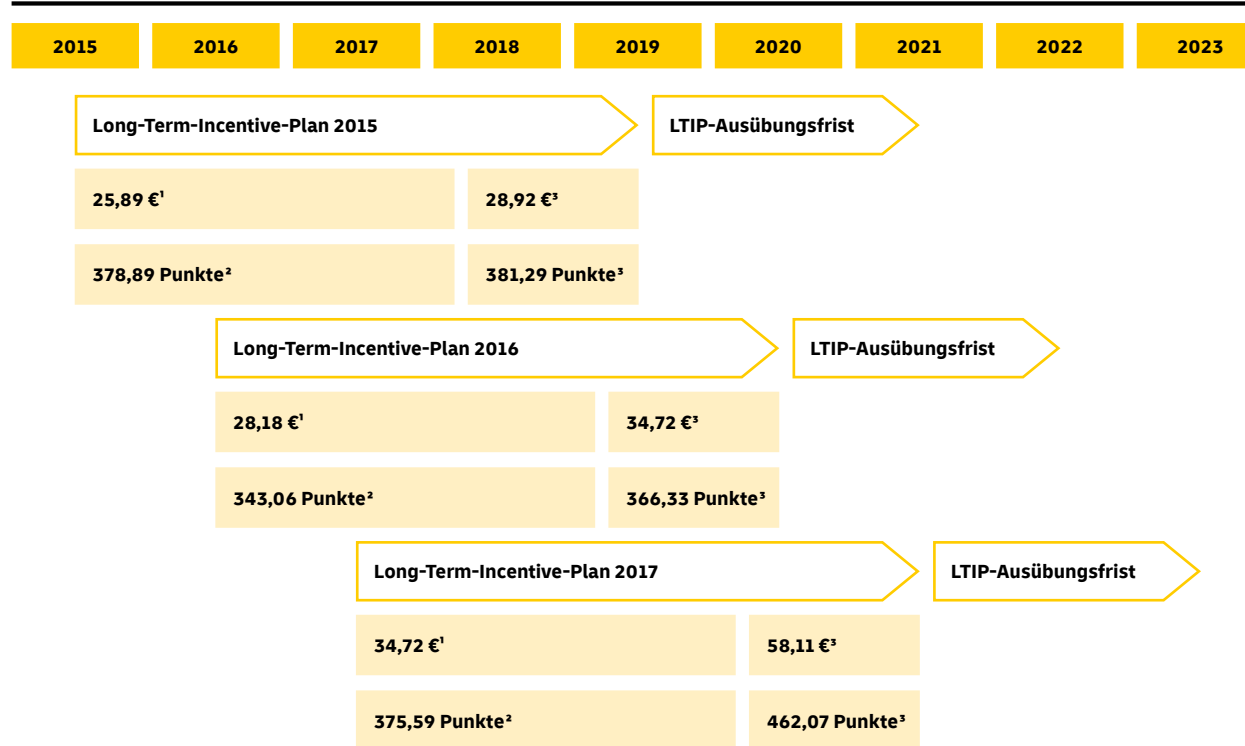 2015 2016 2017 2018 2019 2020 2021 2022 2023
Long-Term-Incentive-Plan 2015 LTIP-Ausübungsfrist
25,89 €¹ 28,92 €³
378,89 Punkte² 381,29 Punkte³
Long-Term-Incentive-Plan 2016 LTIP-Ausübungsfrist
28,18 €¹ 34,72 €³
343,06 Punkte² 366,33 Punkte³
Long-Term-Incentive-Plan 2017 LTIP-Ausübungsfrist
34,72 €¹ 58,11 €³
375,59 Punkte² 462,07 Punkte³